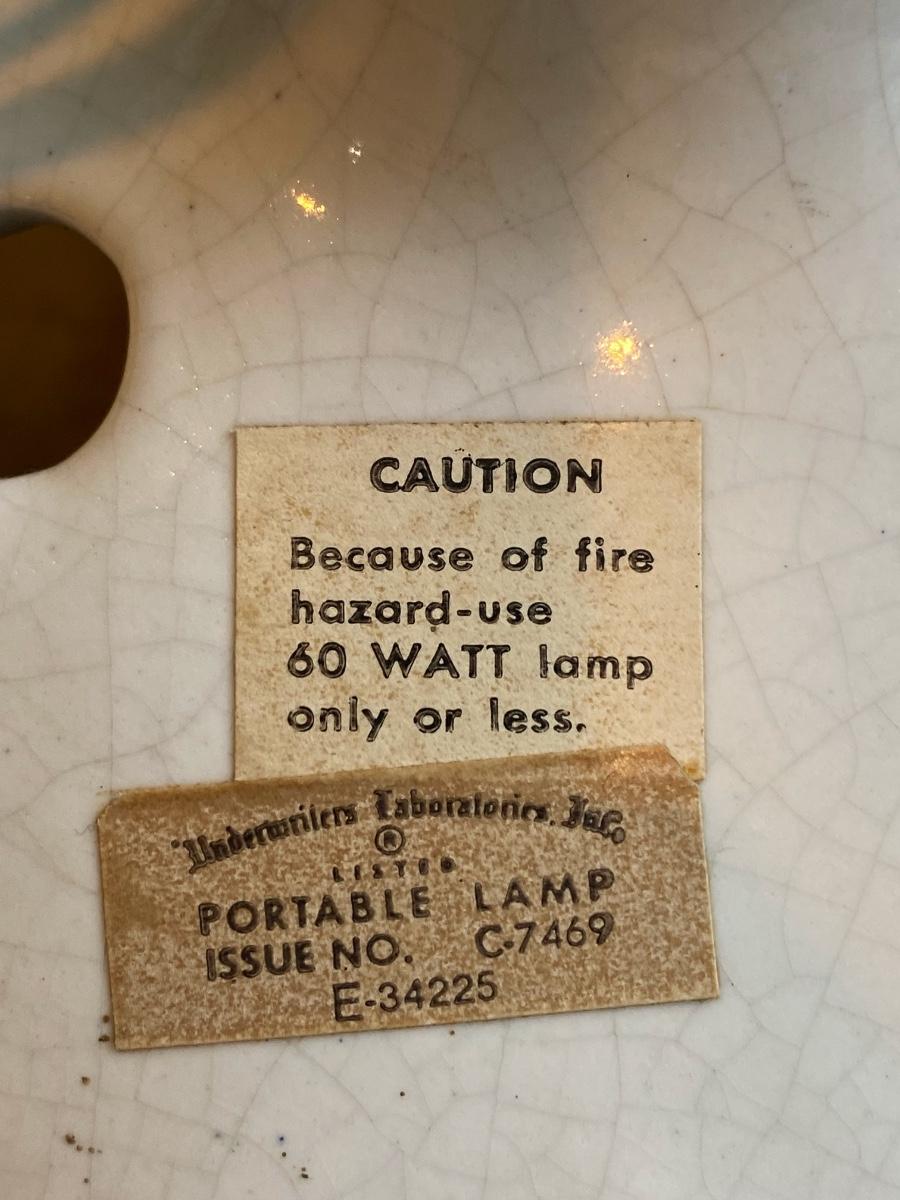 CAUTION
Because of fire
hazard-use
60 WATT lamp
only or less.
Underwriters Laboratories, Inc.
®
LISTED
PORTABLE LAMP
ISSUE NO. C-7469
E-34225